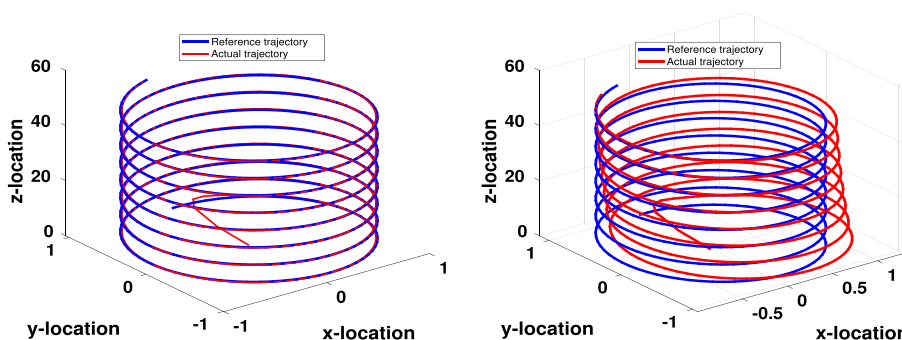 Reference trajectory
Actual trajectory
60
40
20
0
z-location
1
0
-1
y-location
-1
0
1
x-location
Reference trajectory
Actual trajectory
60
40
20
0
z-location
1
0
-1
y-location
-0.5
0
0.5
1
x-location